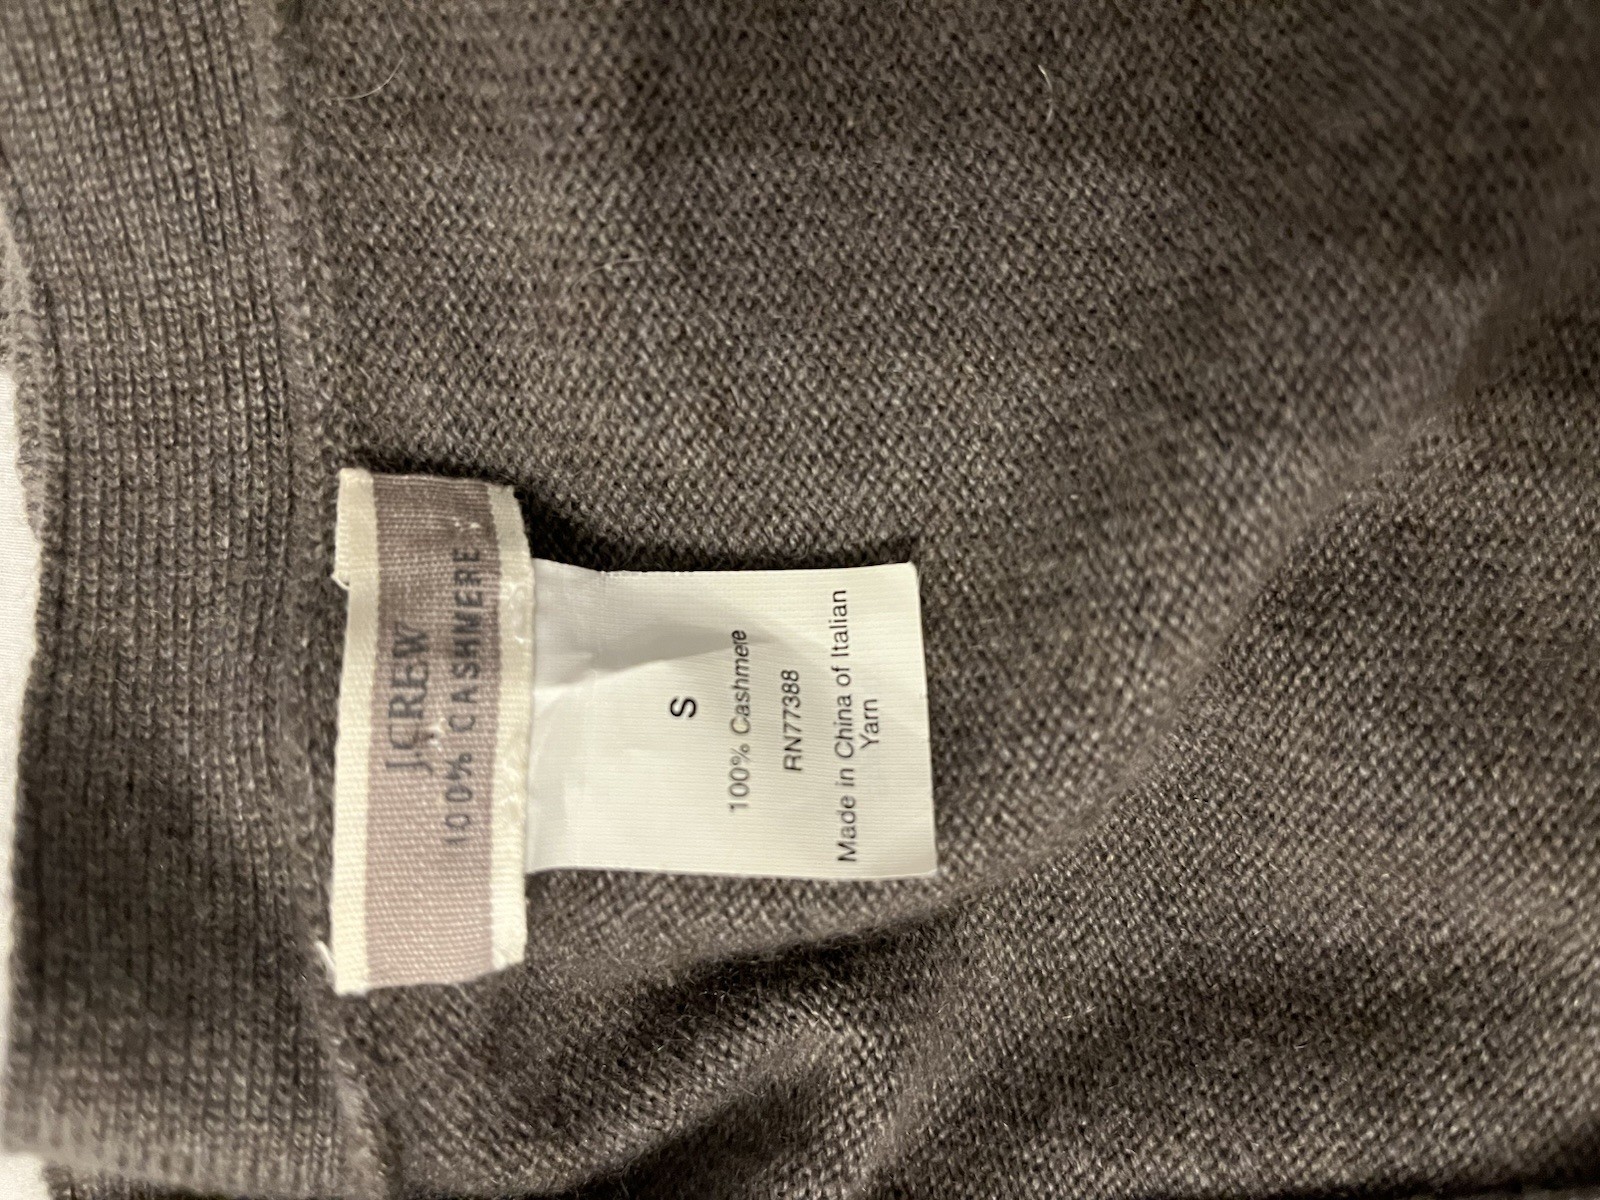 J.CREW
100% CASHMERE
S
100% Cashmere
RN77388
Made in China of Italian
Yarn